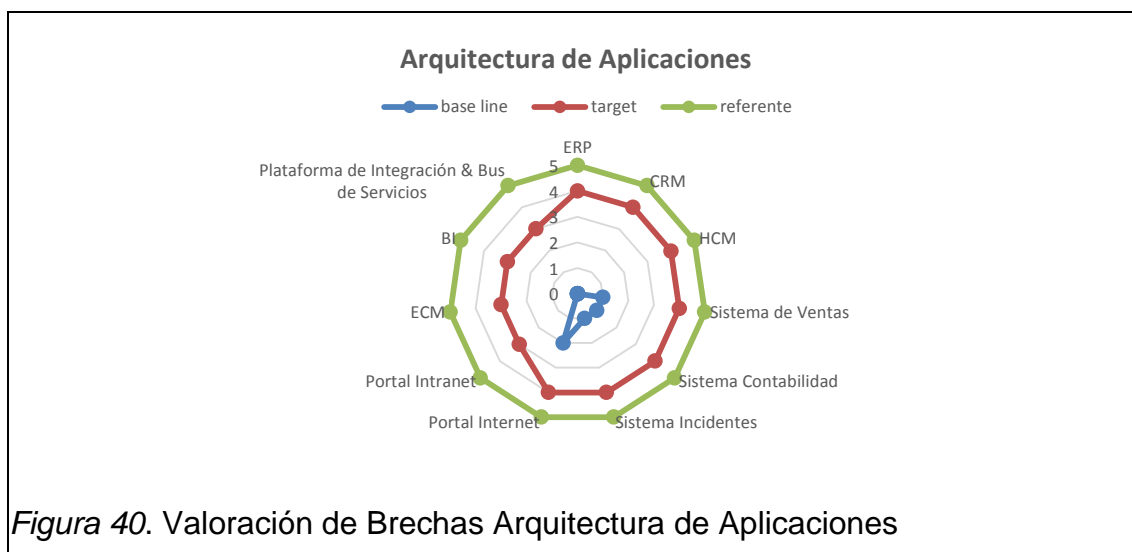 Arquitectura de Aplicaciones
base line
target
referente
ERP
CRM
HCM
Sistema de Ventas
Sistema Contabilidad
Sistema Incidentes
Portal Internet
Portal Intranet
ECM
BI
Plataforma de Integración & Bus
de Servicios
5
4
3
2
1
0
Figura 40. Valoración de Brechas Arquitectura de Aplicaciones